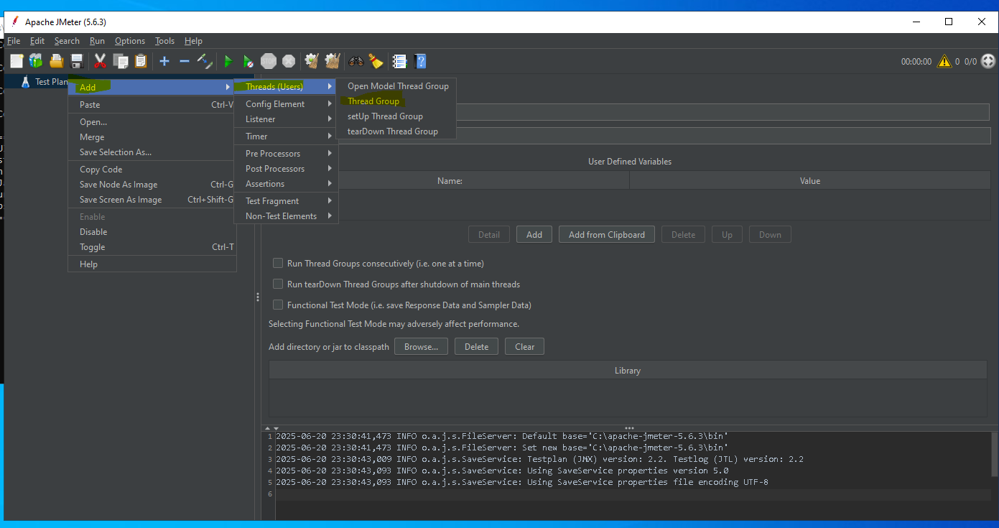 Apache JMeter (5.6.3)
File Edit Search Run Options Tools Help
00:00:00 0 0/0
Test Plan
Add
Paste Ctrl-V
Open...
Merge
Save Selection As...
Copy Code
Save Node As Image Ctrl-G
Save Screen As Image Ctrl+Shift-G
Enable
Disable
Toggle Ctrl-T
Help
Threads (Users)
Config Element
Listener
Timer
Pre Processors
Post Processors
Assertions
Test Fragment
Non-Test Elements
Open Model Thread Group
Thread Group
setUp Thread Group
tearDown Thread Group
User Defined Variables
Name: Value
Detail Add Add from Clipboard Delete Up Down
Run Thread Groups consecutively (i.e. one at a time)
Run tearDown Thread Groups after shutdown of main threads
Functional Test Mode (i.e. save Response Data and Sampler Data)
Selecting Functional Test Mode may adversely affect performance.
Add directory or jar to classpath Browse... Delete Clear
Library
1 2025-06-20 23:30:41,473 INFO o.a.j.s.FileServer: Default base='C:\apache-jmeter-5.6.3\bin'
2 2025-06-20 23:30:41,473 INFO o.a.j.s.FileServer: Set new base='C:\apache-jmeter-5.6.3\bin'
3 2025-06-20 23:30:43,009 INFO o.a.j.s.SaveService: Testplan (JMX) version: 2.2. Testlog (JTL) version: 2.2
4 2025-06-20 23:30:43,093 INFO o.a.j.s.SaveService: Using SaveService properties version 5.0
5 2025-06-20 23:30:43,093 INFO o.a.j.s.SaveService: Using SaveService properties file encoding UTF-8
6